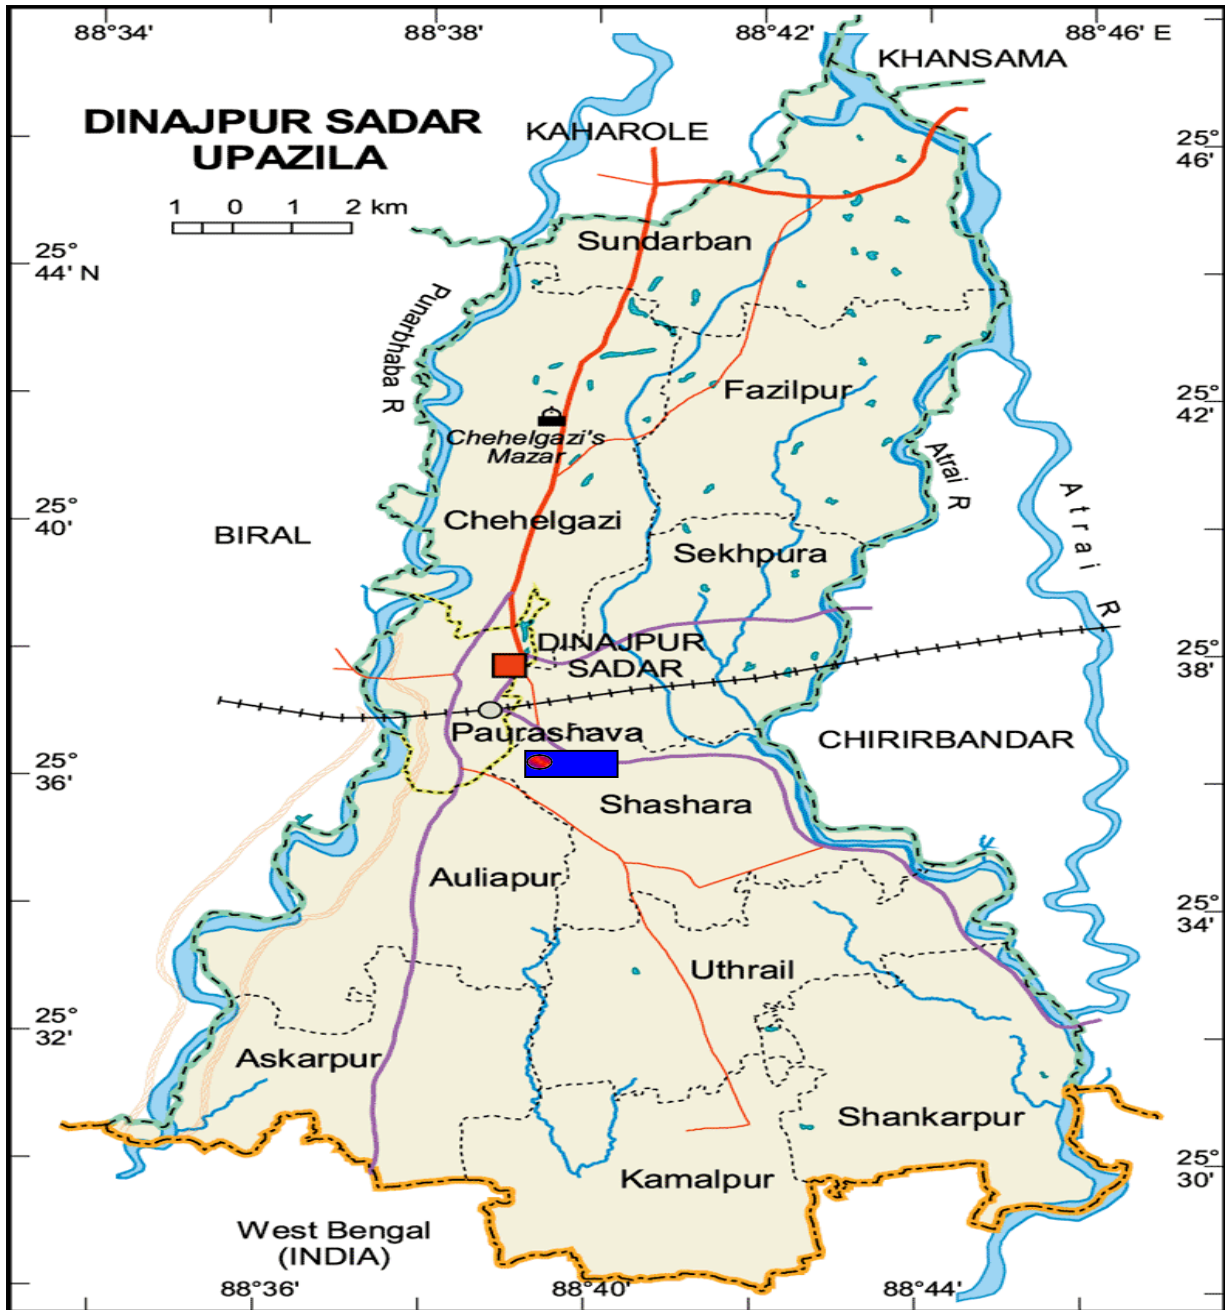 88°34'
88°38'
88°42'
88°46' E
KHANSAMA
DINAJPUR SADAR
UPAZILA
KAHAROLE
25°
46'
1 0 1 2 km
Sundarban
25°
44' N
Punarbhaba R
Fazilpur
25°
42'
Chehelgazi's
Mazar
Atrai R
Atrai R
25°
40'
BIRAL
Chehelgazi
Sekhpura
DINAJPUR
SADAR
25°
38'
Paurashava
CHIRIRBANDAR
25°
36'
Shashara
Auliapur
25°
34'
Uthrail
25°
32'
Askarpur
Shankarpur
Kamalpur
25°
30'
West Bengal
(INDIA)
88°36'
88°40'
88°44'